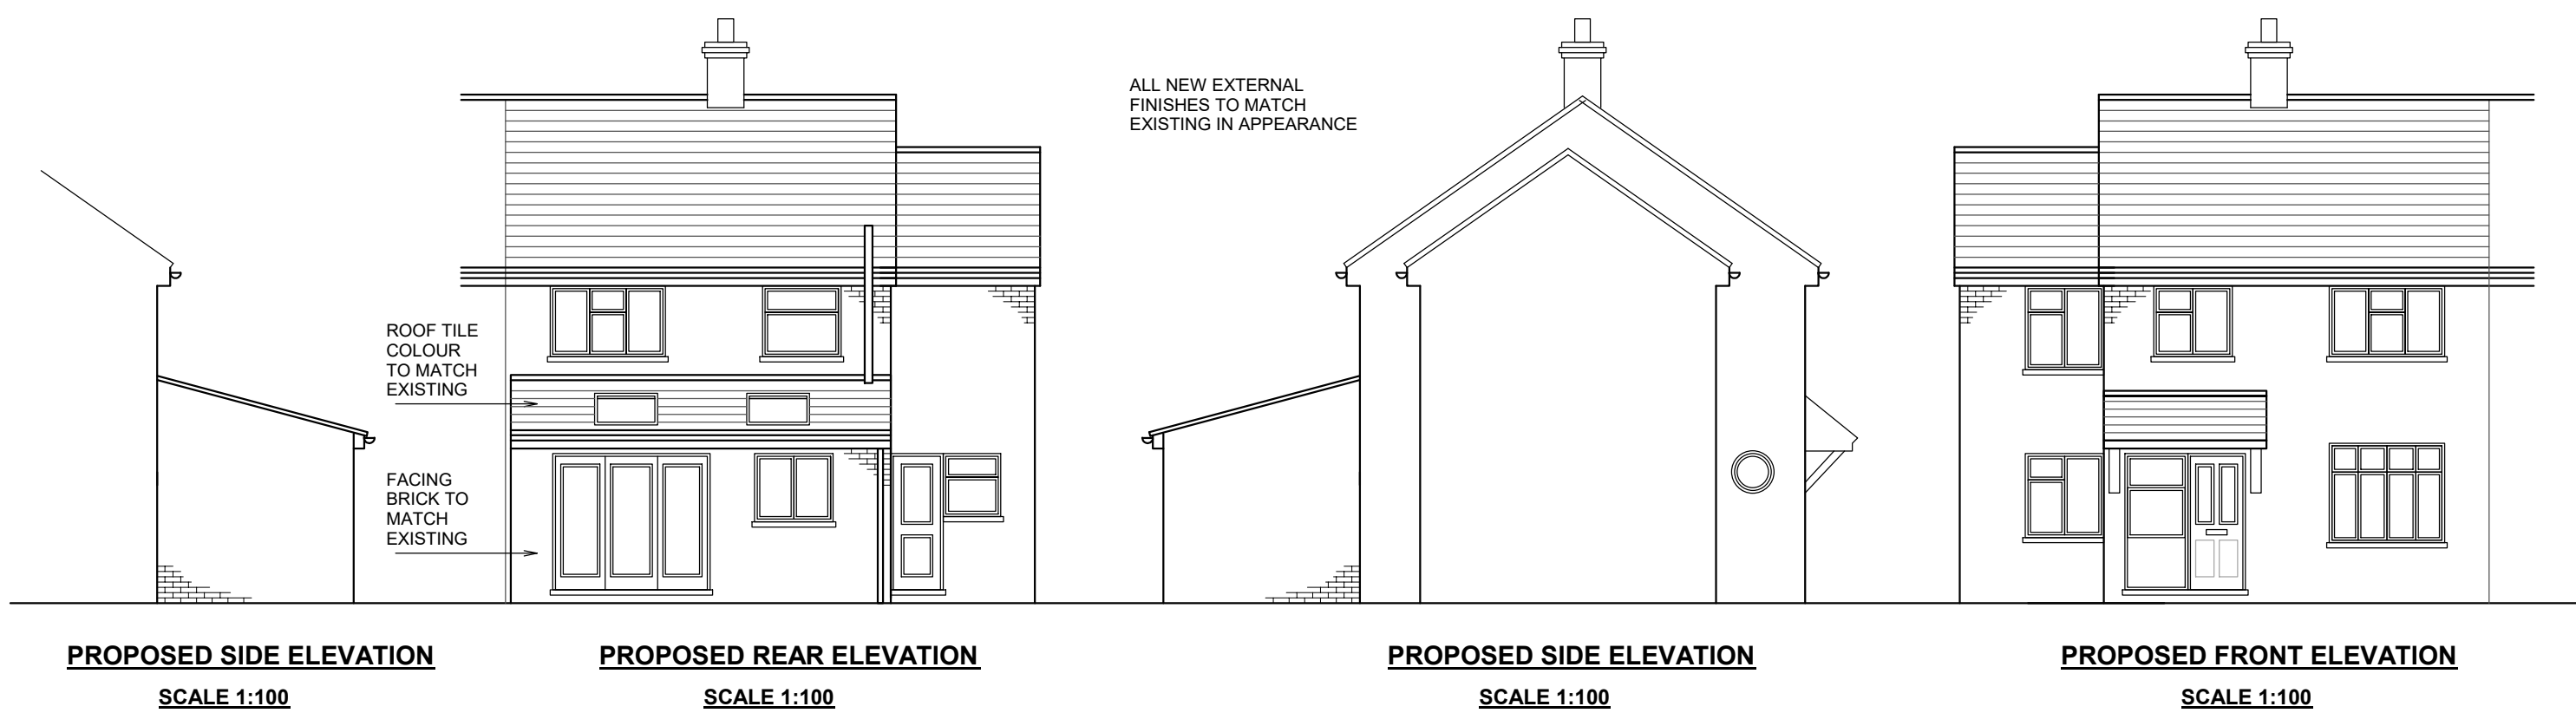 ALL NEW EXTERNAL
FINISHES TO MATCH
EXISTING IN APPEARANCE
ROOF TILE
COLOUR
TO MATCH
EXISTING
FACING
BRICK TO
MATCH
EXISTING
PROPOSED SIDE ELEVATION
SCALE 1:100
PROPOSED REAR ELEVATION
SCALE 1:100
PROPOSED SIDE ELEVATION
SCALE 1:100
PROPOSED FRONT ELEVATION
SCALE 1:100